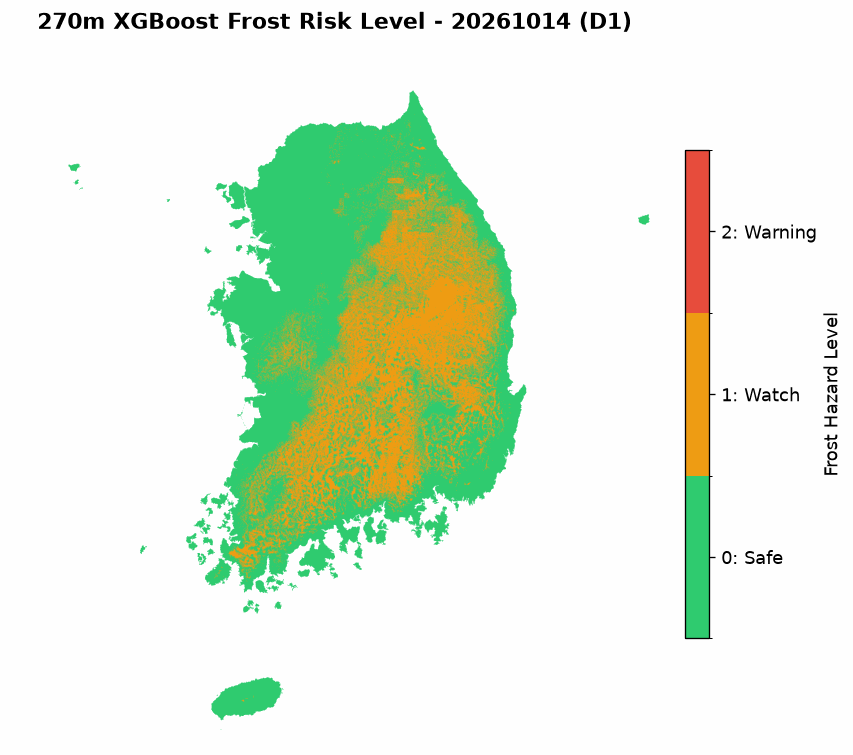 270m XGBoost Frost Risk Level - 20261014 (D1)
2: Warning
1: Watch
0: Safe
Frost Hazard Level